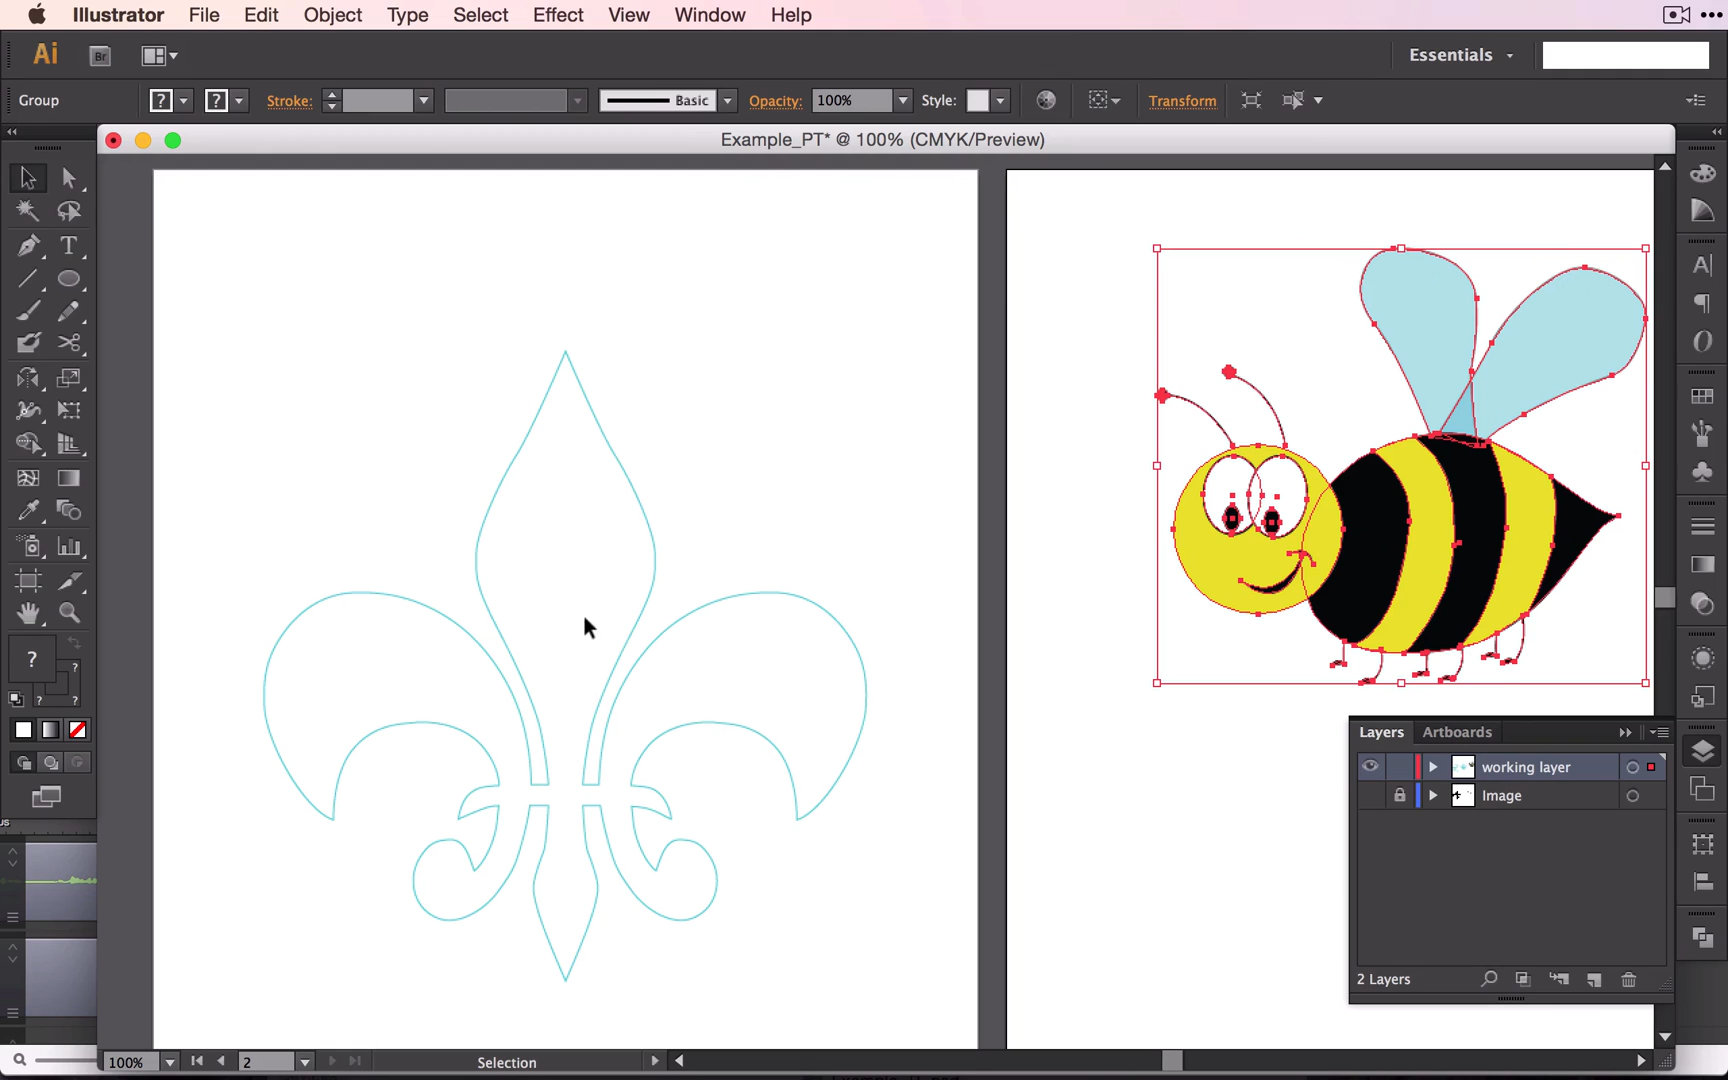 Illustrator File Edit Object Type Select Effect View Window Help
Ai Br Essentials
Group ? ? Stroke: Basic Opacity: 100% Style: Transform
Example_PT* @ 100% (CMYK/Preview)
T
A
O
?
?
? ?
us
Layers Artboards
working layer
Image
2 Layers
100% 2 Selection